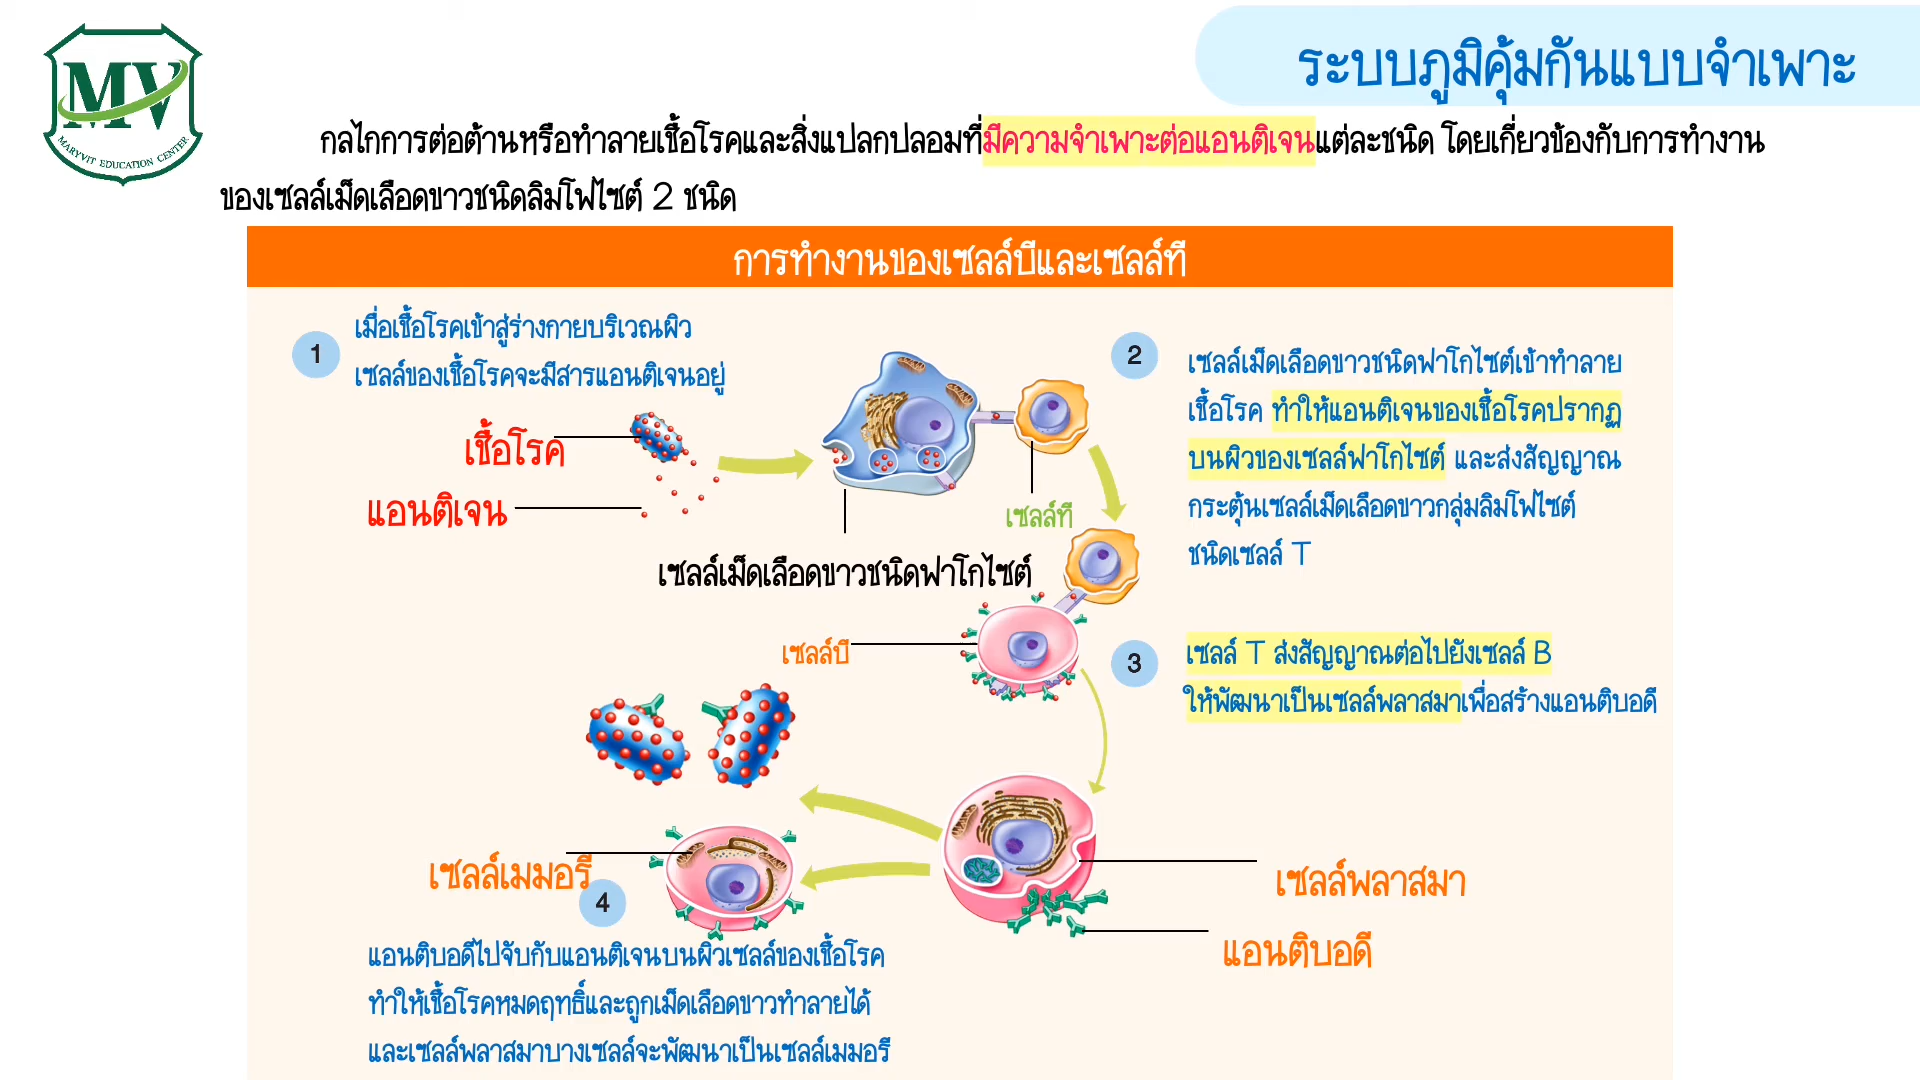 MV
MARYVIT EDUCATION CENTER
ระบบภูมิคุ้มกันแบบจำเพาะ
กลไกการต่อต้านหรือทำลายเชื้อโรคและสิ่งแปลกปลอมที่มีความจำเพาะต่อแอนติเจนแต่ละชนิด โดยเกี่ยวข้องกับการทำงาน
ของเซลล์เม็ดเลือดขาวชนิดลิมโฟไซต์ 2 ชนิด
การทำงานของเซลล์บีและเซลล์ที
1
เมื่อเชื้อโรคเข้าสู่ร่างกายบริเวณผิว
เซลล์ของเชื้อโรคจะมีสารแอนติเจนอยู่
เชื้อโรค
แอนติเจน
เซลล์ที
เซลล์เม็ดเลือดขาวชนิดฟาโกไซต์
2
เซลล์เม็ดเลือดขาวชนิดฟาโกไซต์เข้าทำลาย
เชื้อโรค ทำให้แอนติเจนของเชื้อโรคปรากฏ
บนผิวของเซลล์ฟาโกไซต์ และส่งสัญญาณ
กระตุ้นเซลล์เม็ดเลือดขาวกลุ่มลิมโฟไซต์
ชนิดเซลล์ T
เซลล์บี
3
เซลล์ T ส่งสัญญาณต่อไปยังเซลล์ B
ให้พัฒนาเป็นเซลล์พลาสมาเพื่อสร้างแอนติบอดี
เซลล์เมมอรี
เซลล์พลาสมา
แอนติบอดี
4
แอนติบอดีไปจับกับแอนติเจนบนผิวเซลล์ของเชื้อโรค
ทำให้เชื้อโรคหมดฤทธิ์และถูกเม็ดเลือดขาวทำลายได้
และเซลล์พลาสมาบางเซลล์จะพัฒนาเป็นเซลล์เมมอรี